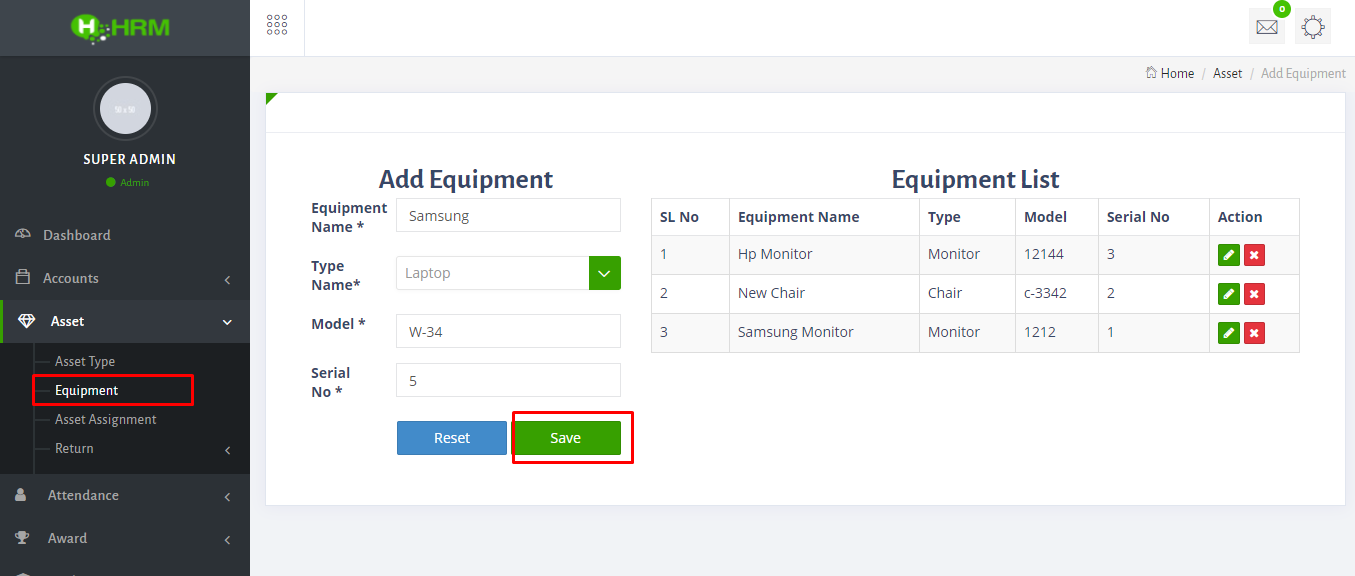 HRM
0
Home / Asset / Add Equipment
SUPER ADMIN
Admin
Dashboard
Accounts
Asset
Asset Type
Equipment
Asset Assignment
Return
Attendance
Award
Add Equipment
Equipment Name *
Samsung
Type Name*
Laptop
Model *
W-34
Serial No *
5
Reset
Save
Equipment List
SL No Equipment Name Type Model Serial No Action
1 Hp Monitor Monitor 12144 3
2 New Chair Chair c-3342 2
3 Samsung Monitor Monitor 1212 1